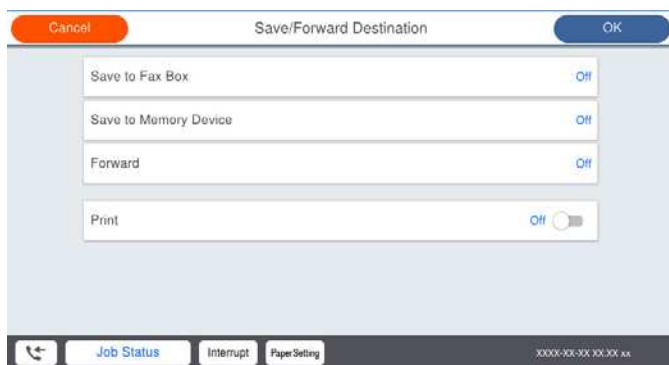 Cancel Save/Forward Destination OK
Save to Fax Box Off
Save to Memory Device Off
Forward Off
Print Off
Job Status Interrupt Paper Setting XXXX-XX-XX XX:XX xx